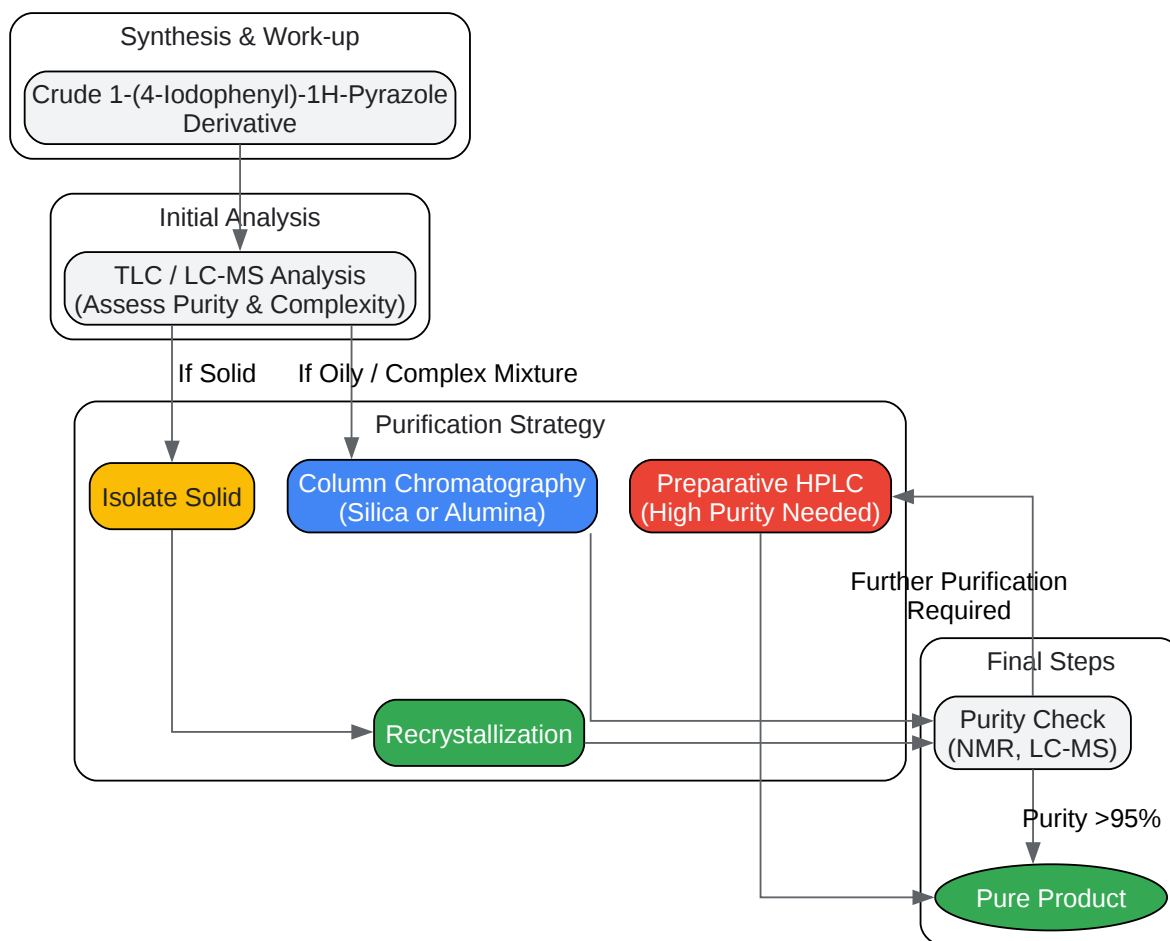 Synthesis & Work-up
Crude 1-(4-Iodophenyl)-1H-Pyrazole
Derivative
Initial Analysis
TLC / LC-MS Analysis
(Assess Purity & Complexity)
If Solid
If Oily / Complex Mixture
Purification Strategy
Isolate Solid
Column Chromatography
(Silica or Alumina)
Preparative HPLC
(High Purity Needed)
Further Purification
Required
Recrystallization
Final Steps
Purity Check
(NMR, LC-MS)
Purity >95%
Pure Product